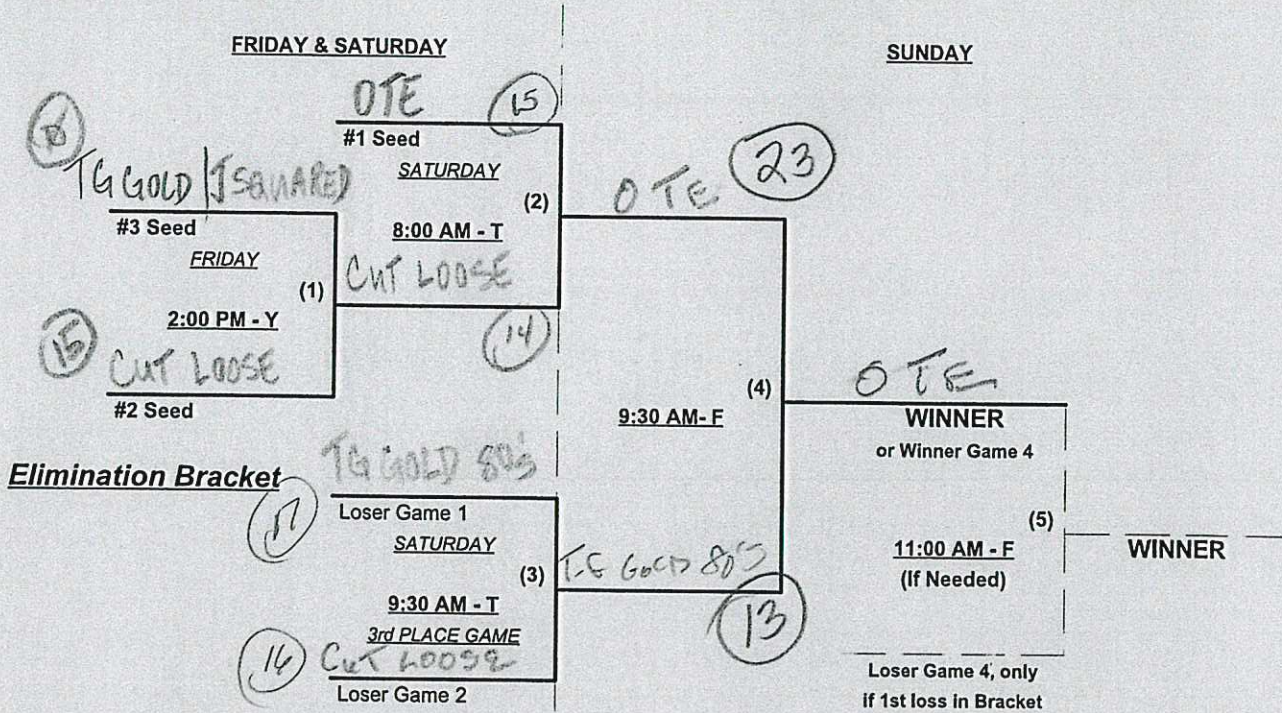 FRIDAY & SATURDAY
SUNDAY
OTE
15
#1 Seed
TG GOLD | J SQUARED
#3 Seed
SATURDAY
(2)
8:00 AM - T
OTE
23
FRIDAY
(1)
2:00 PM - Y
CUT LOOSE
14
15
CUT LOOSE
#2 Seed
(4)
9:30 AM- F
OTE
WINNER
or Winner Game 4
Elimination Bracket
TG GOLD 80's
Loser Game 1
SATURDAY
(3)
9:30 AM - T
3rd PLACE GAME
TG GOLD 80's
13
16
CUT LOOSE
Loser Game 2
(5)
11:00 AM - F
(If Needed)
WINNER
Loser Game 4, only
if 1st loss in Bracket